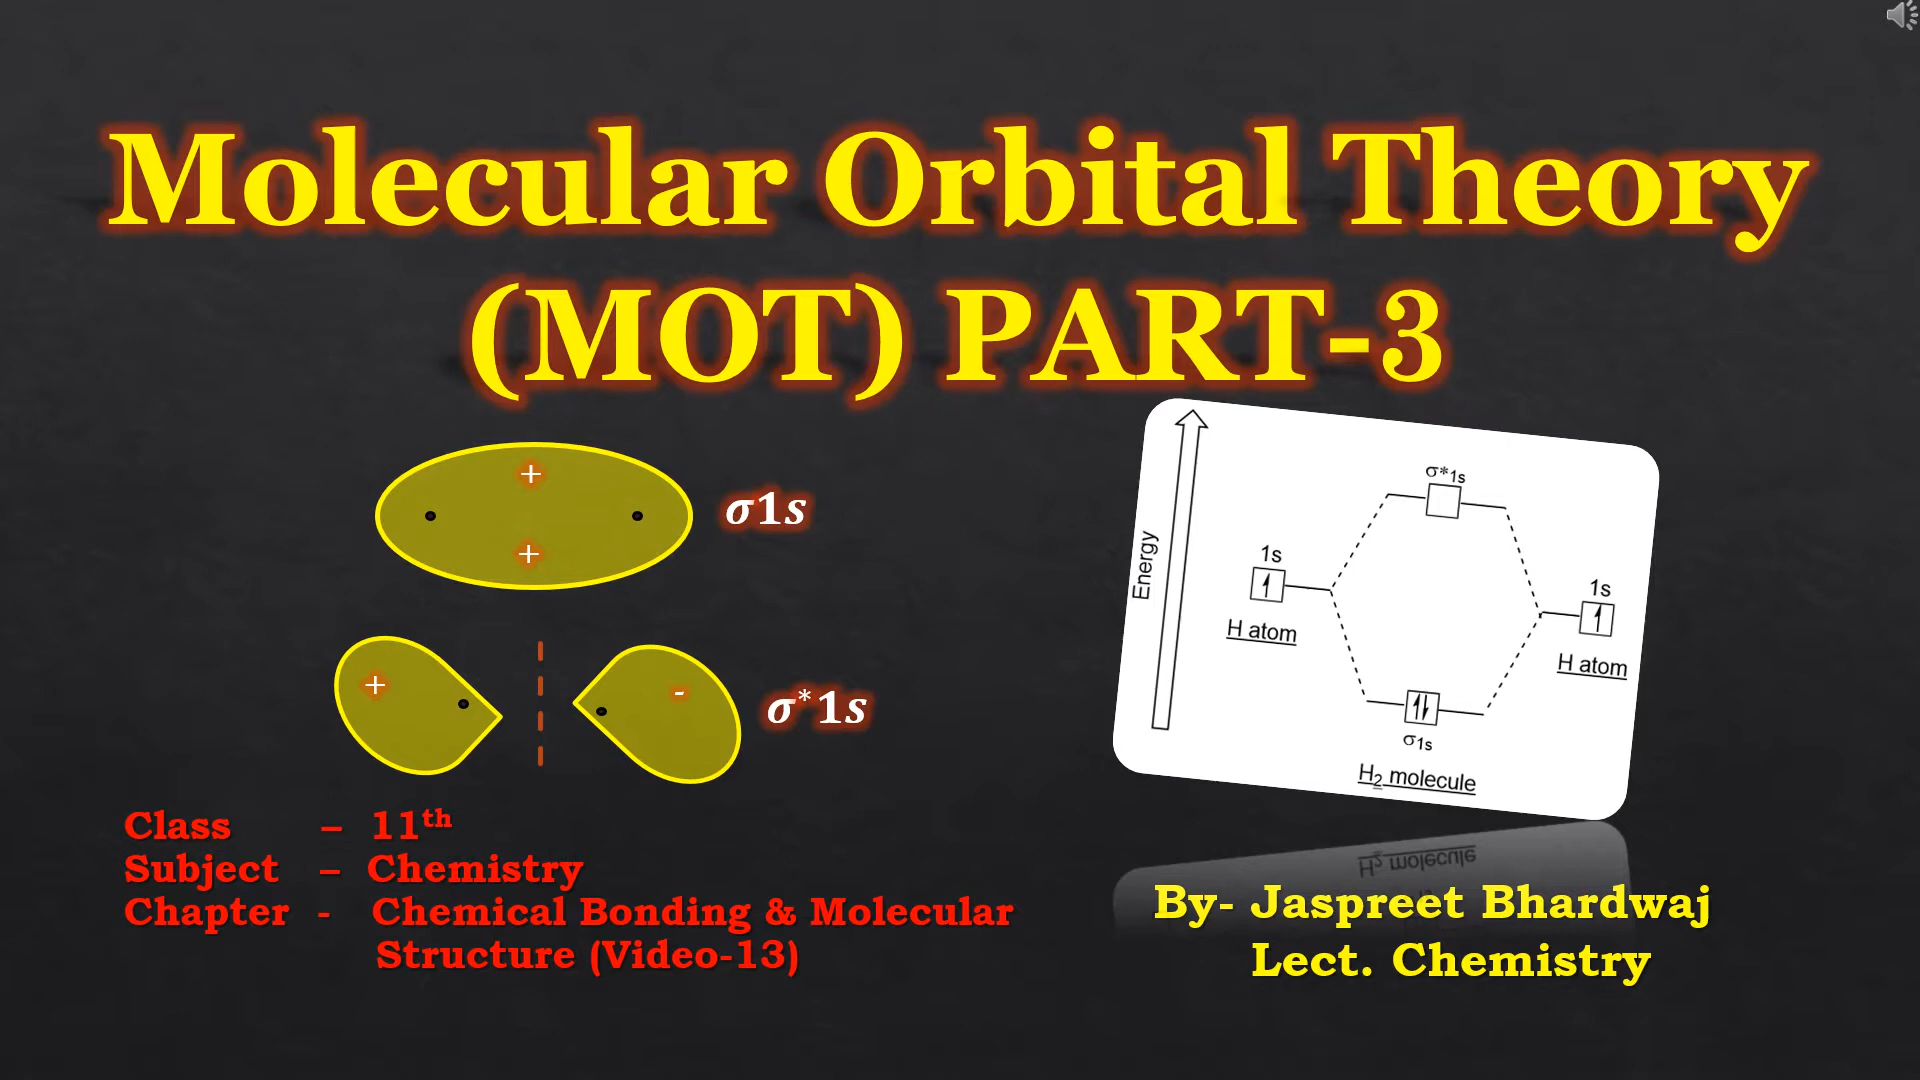 Molecular Orbital Theory
(MOT) PART-3
+
+
σ1s
+
-
σ*1s
Energy
σ*1s
1s
H atom
1s
H atom
σ1s
H2 molecule
Class – 11th
Subject – Chemistry
Chapter - Chemical Bonding & Molecular
Structure (Video-13)
By- Jaspreet Bhardwaj
Lect. Chemistry